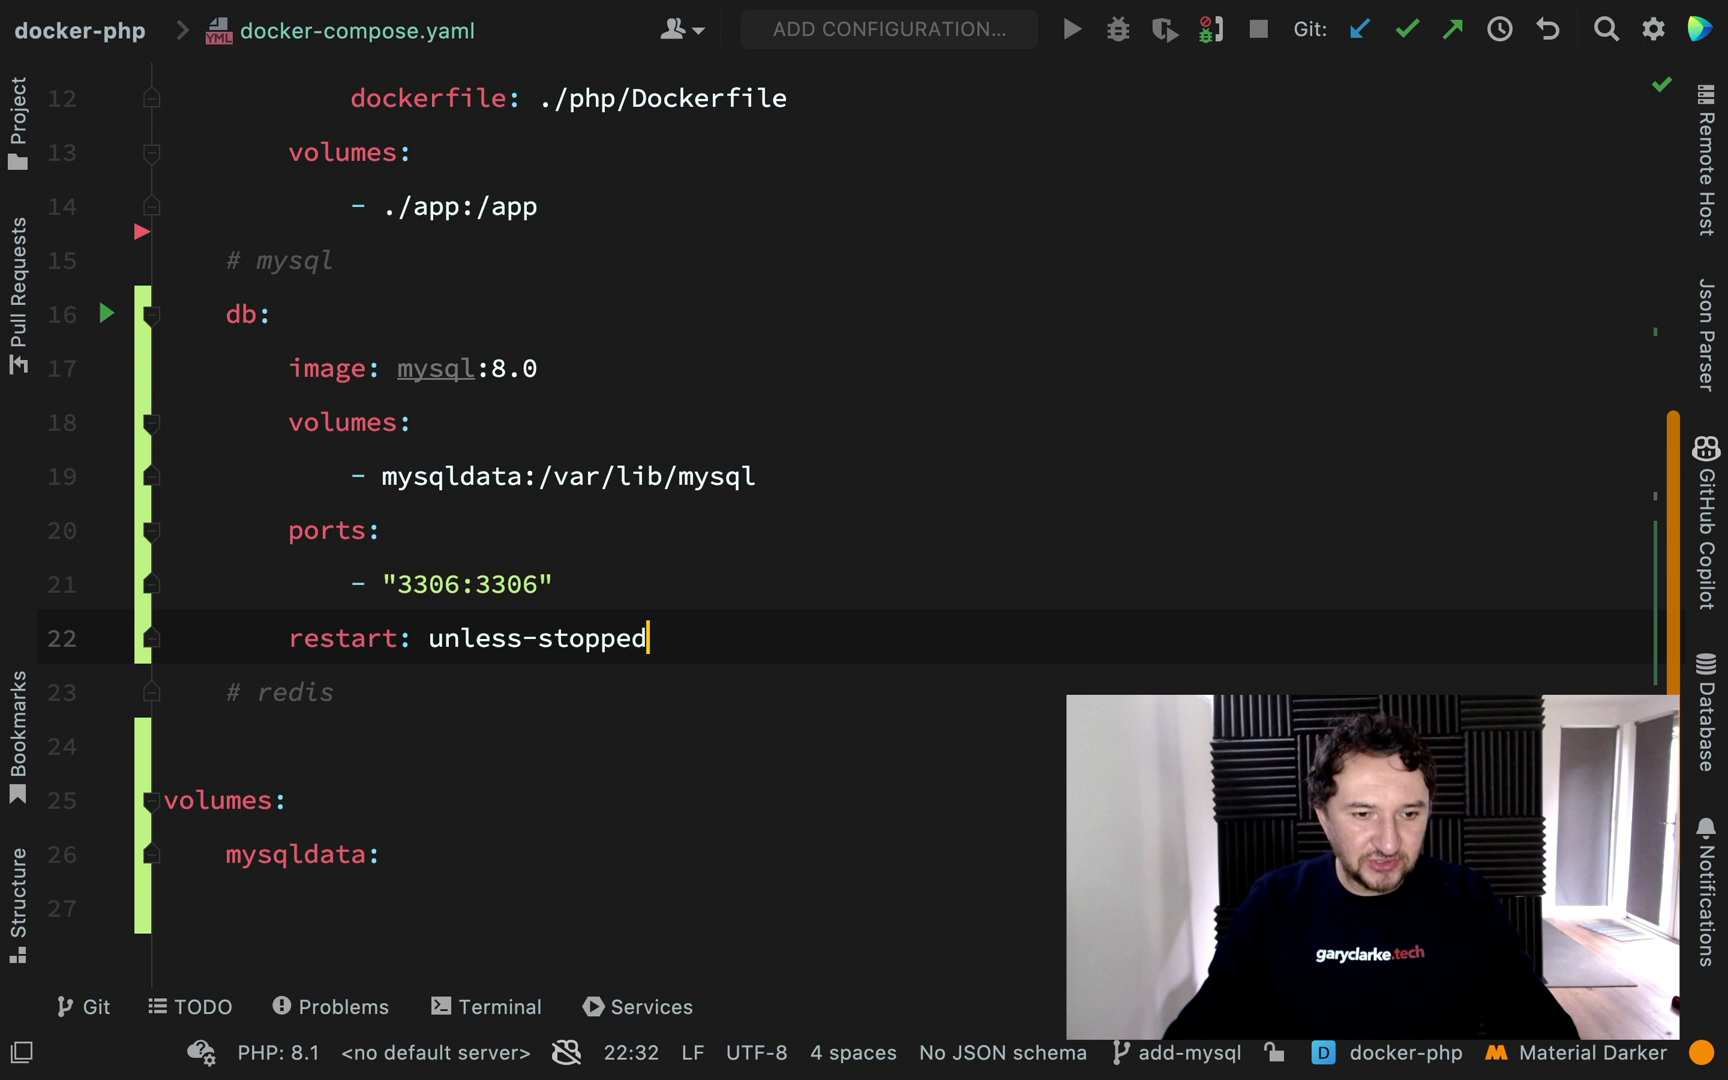 docker-php
YML
docker-compose.yaml
ADD CONFIGURATION...
Git:
Project
Pull Requests
Bookmarks
Structure
12 dockerfile: ./php/Dockerfile
13 volumes:
14 - ./app:/app
15 # mysql
16 db:
17 image: mysql:8.0
18 volumes:
19 - mysqldata:/var/lib/mysql
20 ports:
21 - "3306:3306"
22 restart: unless-stopped
23 # redis
24
25 volumes:
26 mysqldata:
27
Remote Host
Json Parser
GitHub Copilot
Database
Notifications
garyclarke.tech
Git
TODO
Problems
Terminal
Services
PHP: 8.1
<no default server>
22:32
LF
UTF-8
4 spaces
No JSON schema
add-mysql
D
docker-php
Material Darker